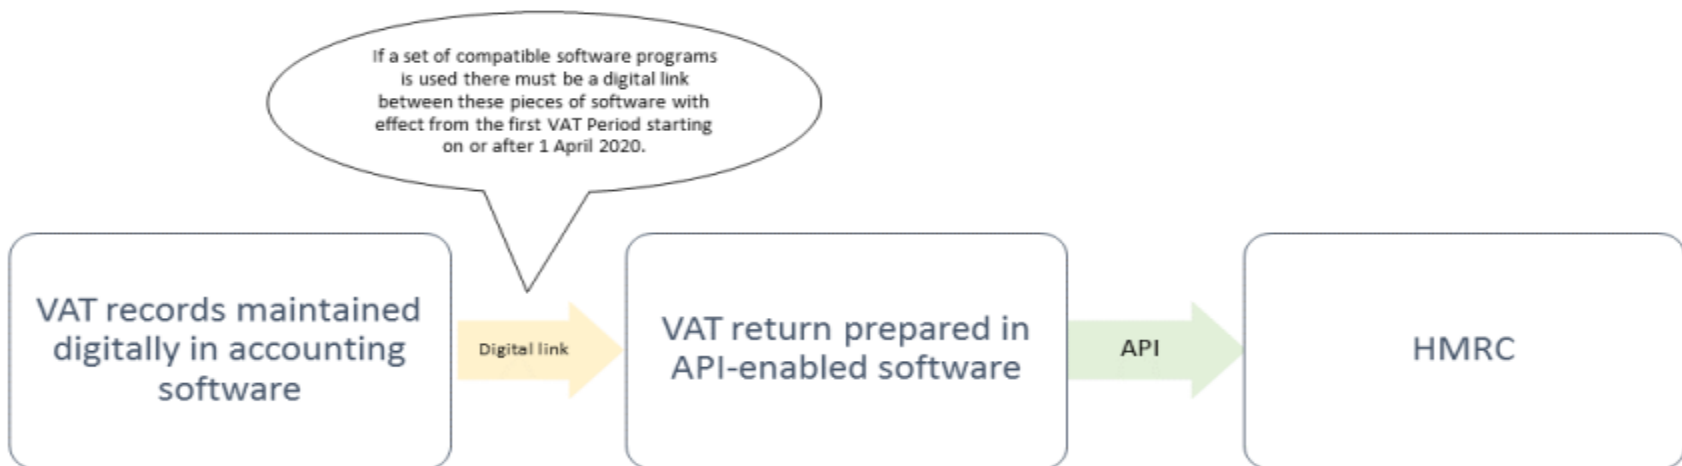 If a set of compatible software programs
is used there must be a digital link
between these pieces of software with
effect from the first VAT Period starting
on or after 1 April 2020.
VAT records maintained
digitally in accounting
software
Digital link
VAT return prepared in
API-enabled software
API
HMRC